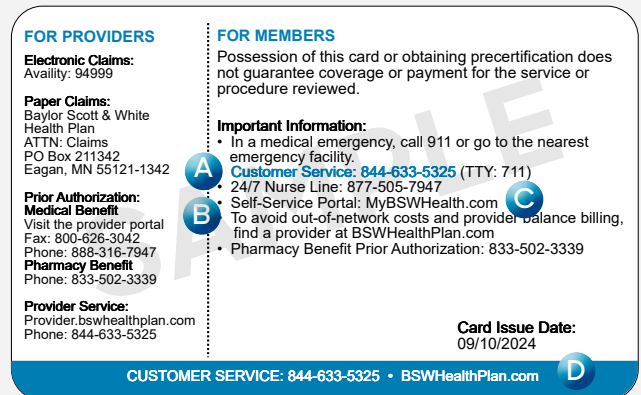 FOR PROVIDERS
Electronic Claims:
Availity: 94999
Paper Claims:
Baylor Scott & White
Health Plan
ATTN: Claims
PO Box 211342
Eagan, MN 55121-1342
Prior Authorization:
Medical Benefit
Visit the provider portal
Fax: 800-626-3042
Phone: 888-316-7947
Pharmacy Benefit
Phone: 833-502-3339
Provider Service:
Provider.bswhealthplan.com
Phone: 844-633-5325
FOR MEMBERS
Possession of this card or obtaining precertification does
not guarantee coverage or payment for the service or
procedure reviewed.
Important Information:
• In a medical emergency, call 911 or go to the nearest
emergency facility.
A
Customer Service: 844-633-5325 (TTY: 711)
• 24/7 Nurse Line: 877-505-7947
B
• Self-Service Portal: MyBSWHealth.com
C
To avoid out-of-network costs and provider balance billing,
find a provider at BSWHealthPlan.com
• Pharmacy Benefit Prior Authorization: 833-502-3339
SAMPLE
Card Issue Date:
09/10/2024
CUSTOMER SERVICE: 844-633-5325 • BSWHealthPlan.com
D